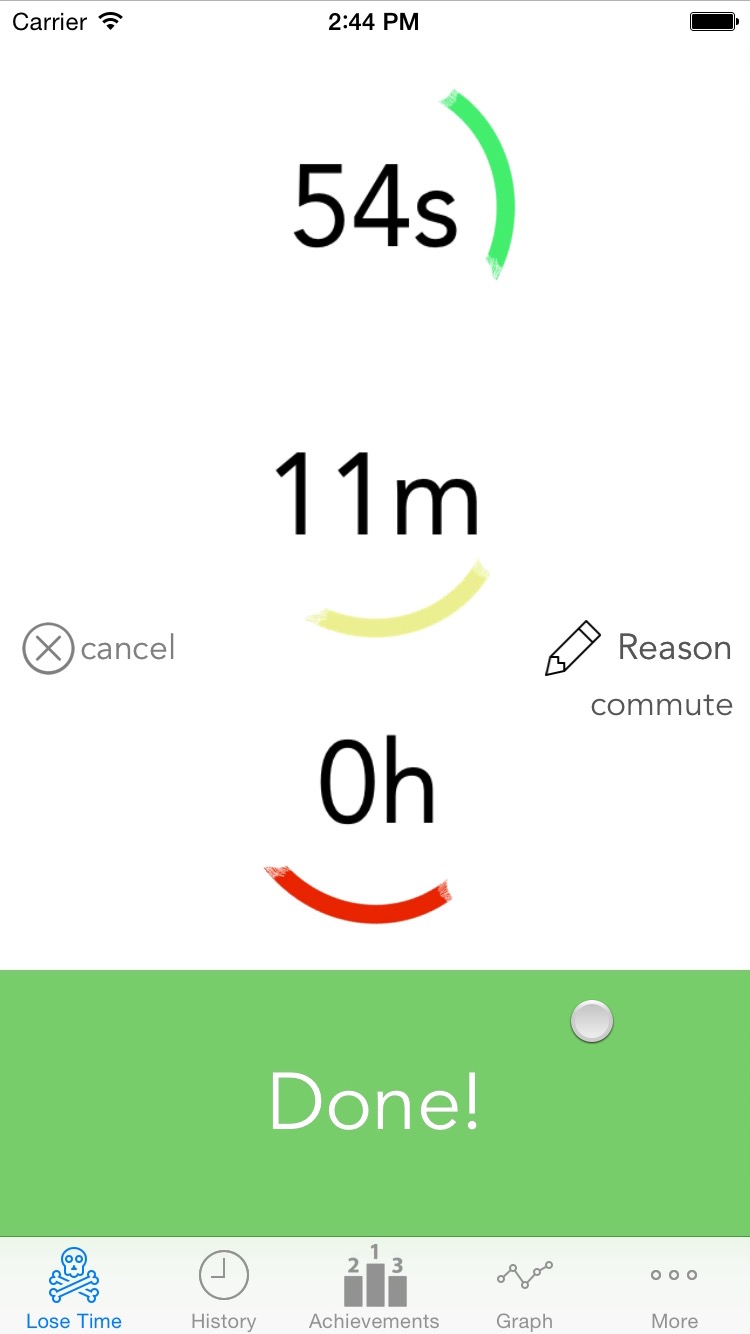 Carrier 2:44 PM
54s
11m
cancel
Reason
commute
0h
Done!
2 1 3
Lose Time History Achievements Graph More